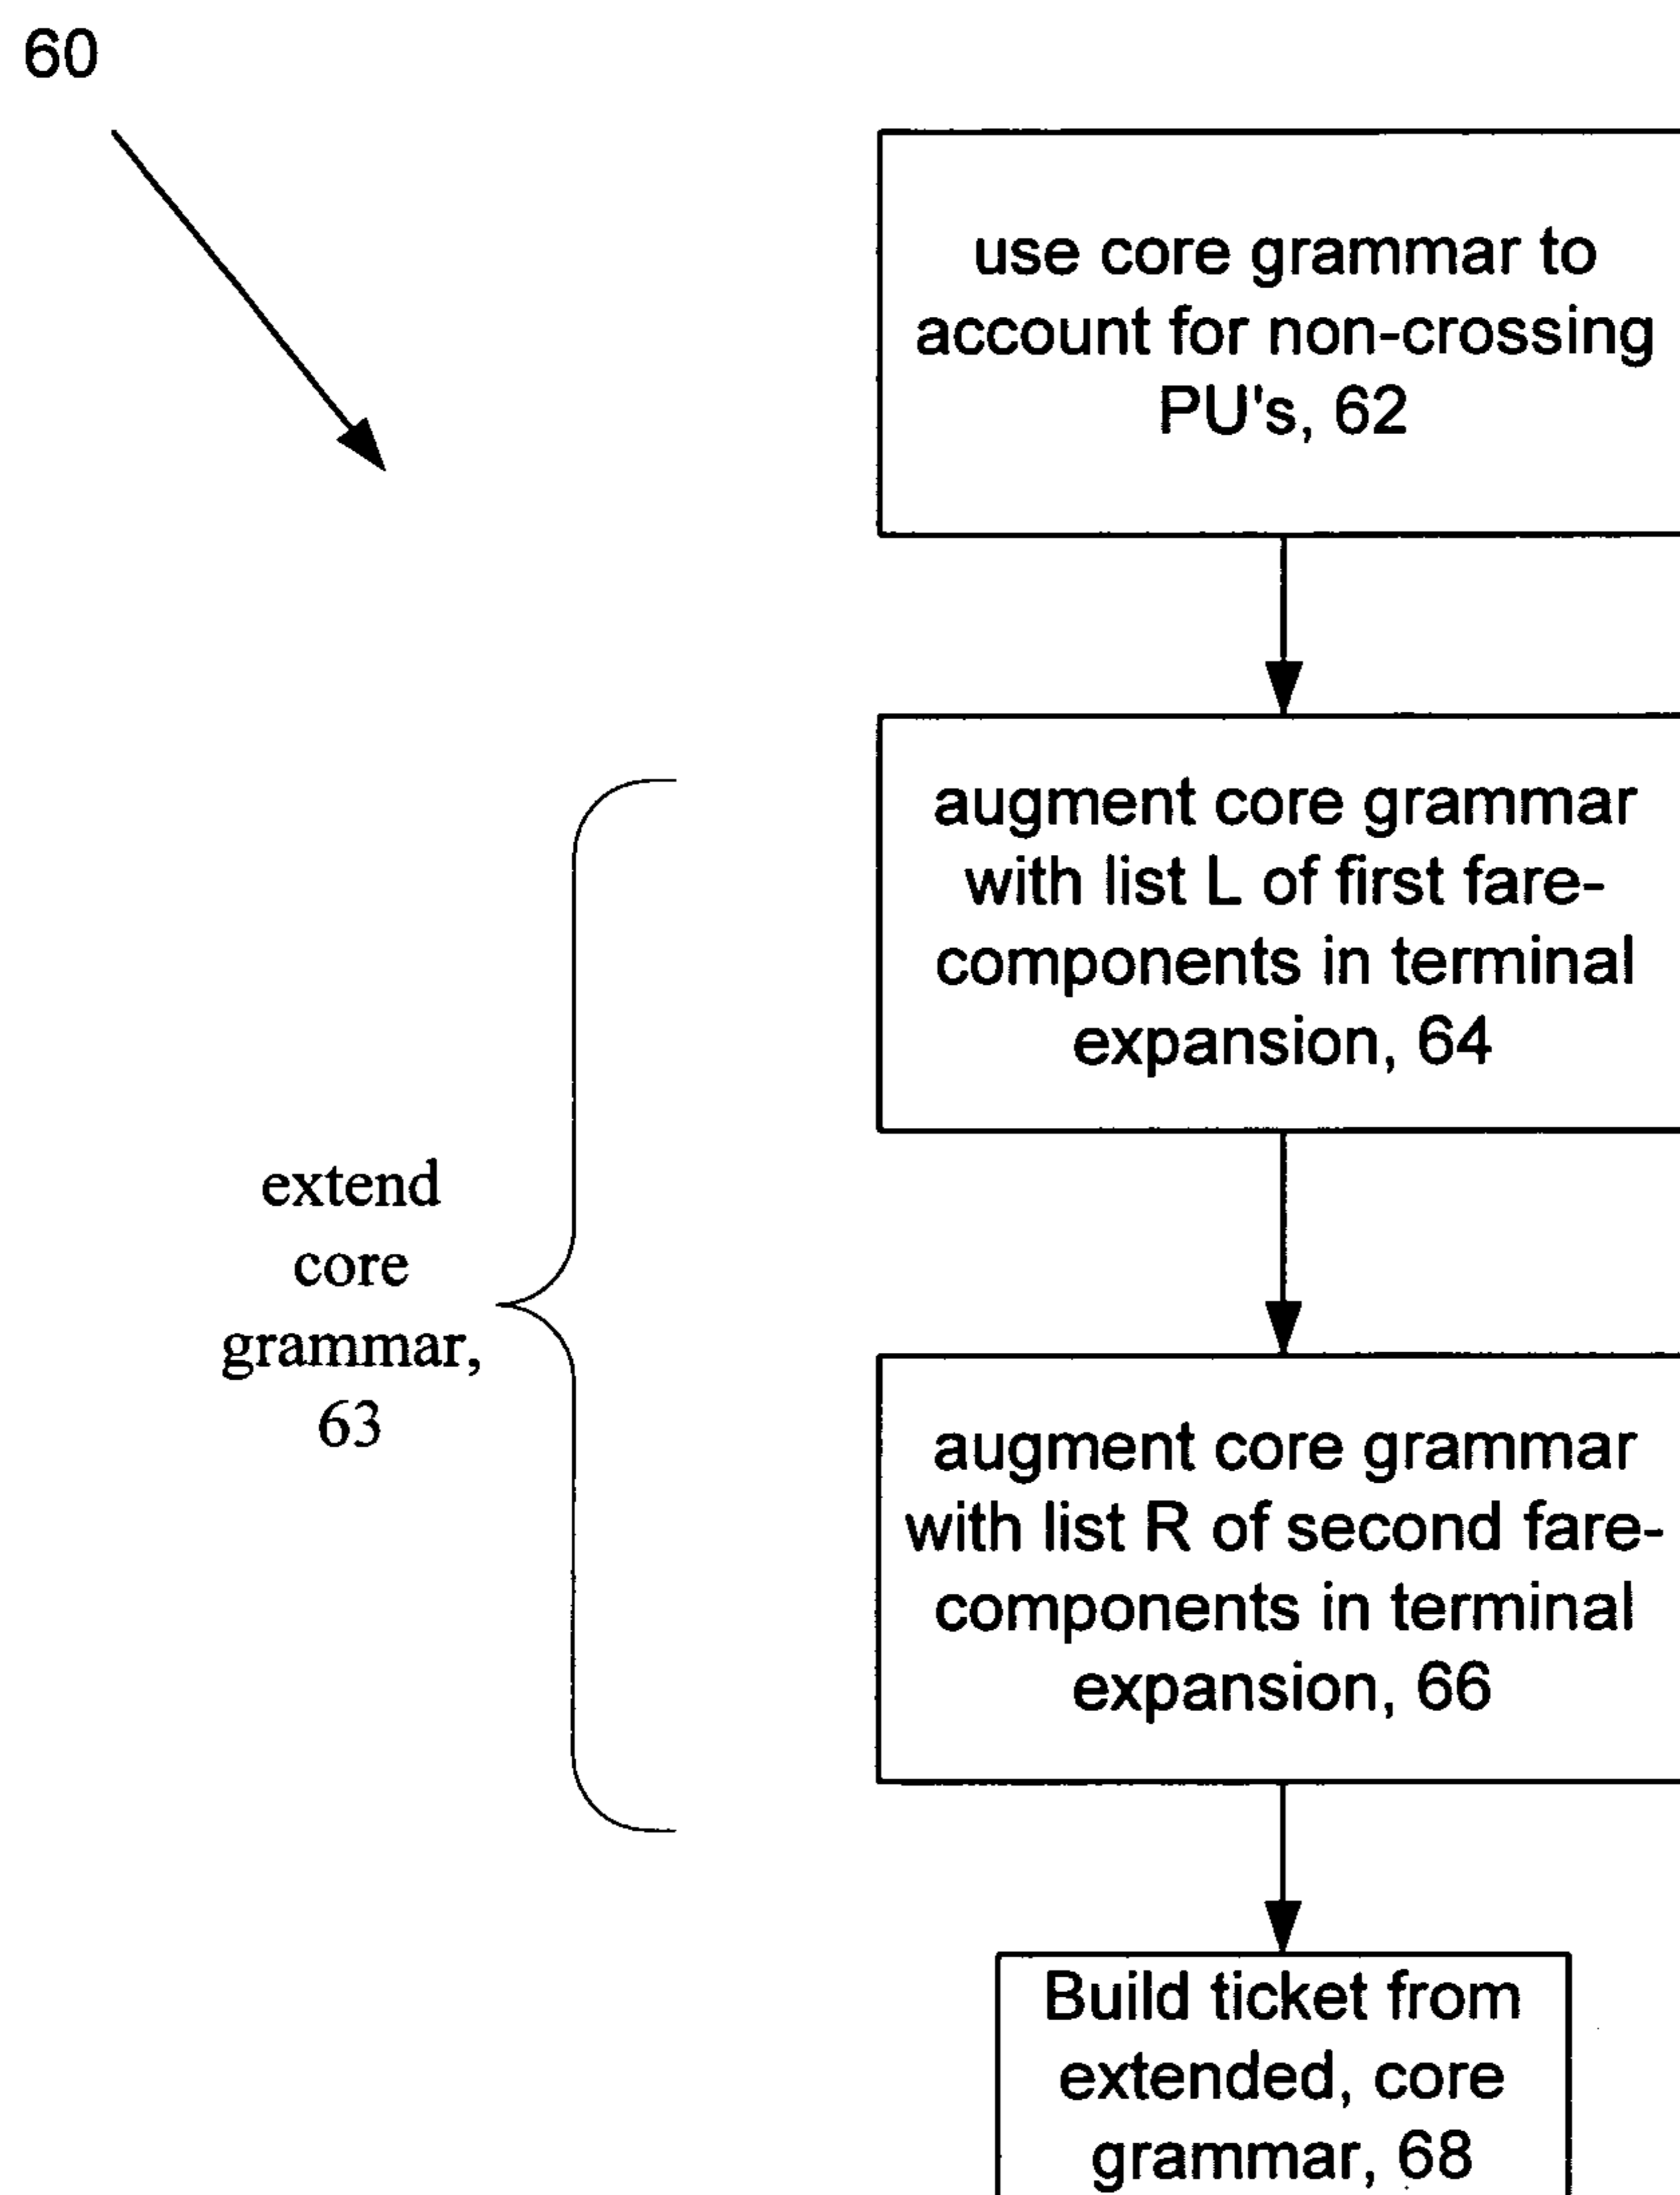 60
use core grammar to
account for non-crossing
PU's, 62
augment core grammar
with list L of first fare-
components in terminal
expansion, 64
extend
core
grammar,
63
augment core grammar
with list R of second fare-
components in terminal
expansion, 66
Build ticket from
extended, core
grammar, 68